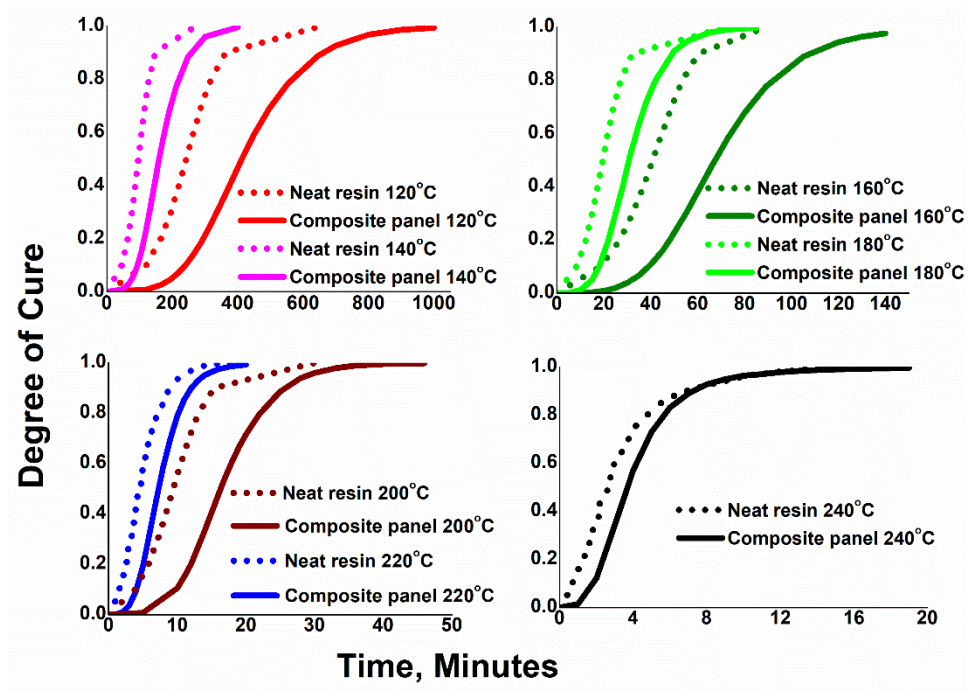 1.0
0.8
0.6
0.4
0.2
0.0
0 200 400 600 800 1000
Neat resin 120°C
Composite panel 120°C
Neat resin 140°C
Composite panel 140°C
1.0
0.8
0.6
0.4
0.2
0.0
0 20 40 60 80 100 120 140
Neat resin 160°C
Composite panel 160°C
Neat resin 180°C
Composite panel 180°C
Degree of Cure
1.0
0.8
0.6
0.4
0.2
0.0
0 10 20 30 40 50
Neat resin 200°C
Composite panel 200°C
Neat resin 220°C
Composite panel 220°C
1.0
0.8
0.6
0.4
0.2
0.0
0 4 8 12 16 20
Neat resin 240°C
Composite panel 240°C
Time, Minutes